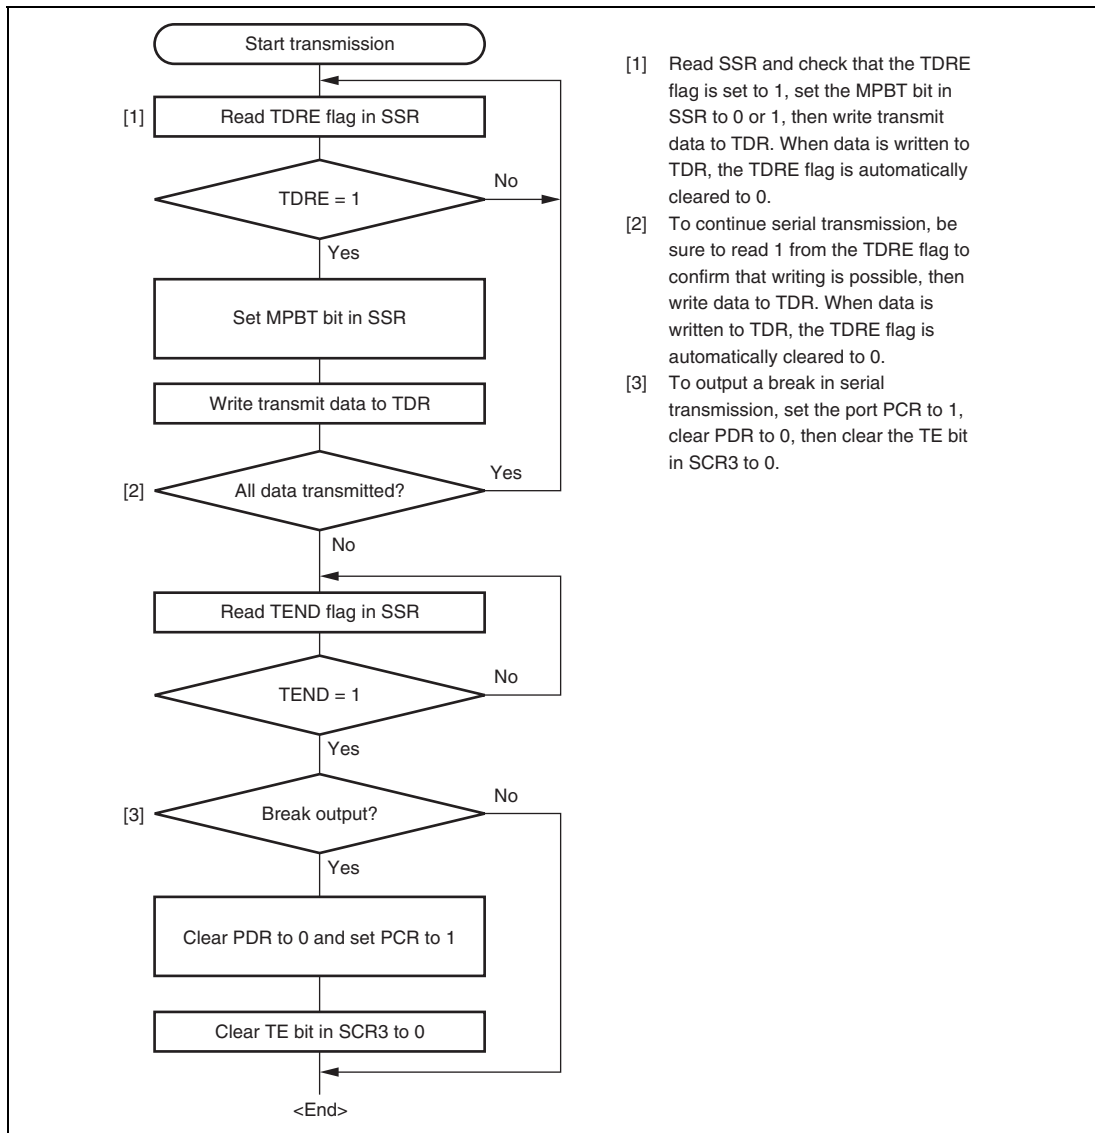 Start transmission
[1]
Read TDRE flag in SSR
TDRE = 1
No
Yes
Set MPBT bit in SSR
Write transmit data to TDR
[2]
All data transmitted?
Yes
No
Read TEND flag in SSR
TEND = 1
No
Yes
[3]
Break output?
No
Yes
Clear PDR to 0 and set PCR to 1
Clear TE bit in SCR3 to 0
<End>
[1] Read SSR and check that the TDRE
flag is set to 1, set the MPBT bit in
SSR to 0 or 1, then write transmit
data to TDR. When data is written to
TDR, the TDRE flag is automatically
cleared to 0.
[2] To continue serial transmission, be
sure to read 1 from the TDRE flag to
confirm that writing is possible, then
write data to TDR. When data is
written to TDR, the TDRE flag is
automatically cleared to 0.
[3] To output a break in serial
transmission, set the port PCR to 1,
clear PDR to 0, then clear the TE bit
in SCR3 to 0.